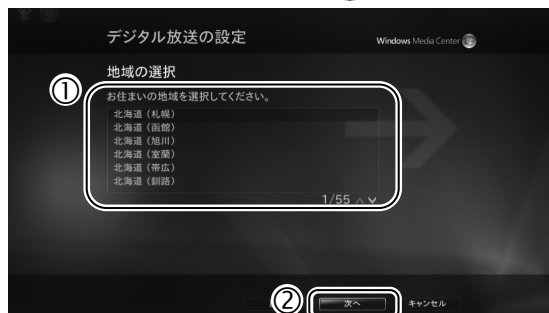 デジタル放送の設定
Windows Media Center
地域の選択
①
お住まいの地域を選択してください。
北海道（札幌）
北海道（函館）
北海道（旭川）
北海道（室蘭）
北海道（帯広）
北海道（釧路）
1/55
②
次へ
キャンセル